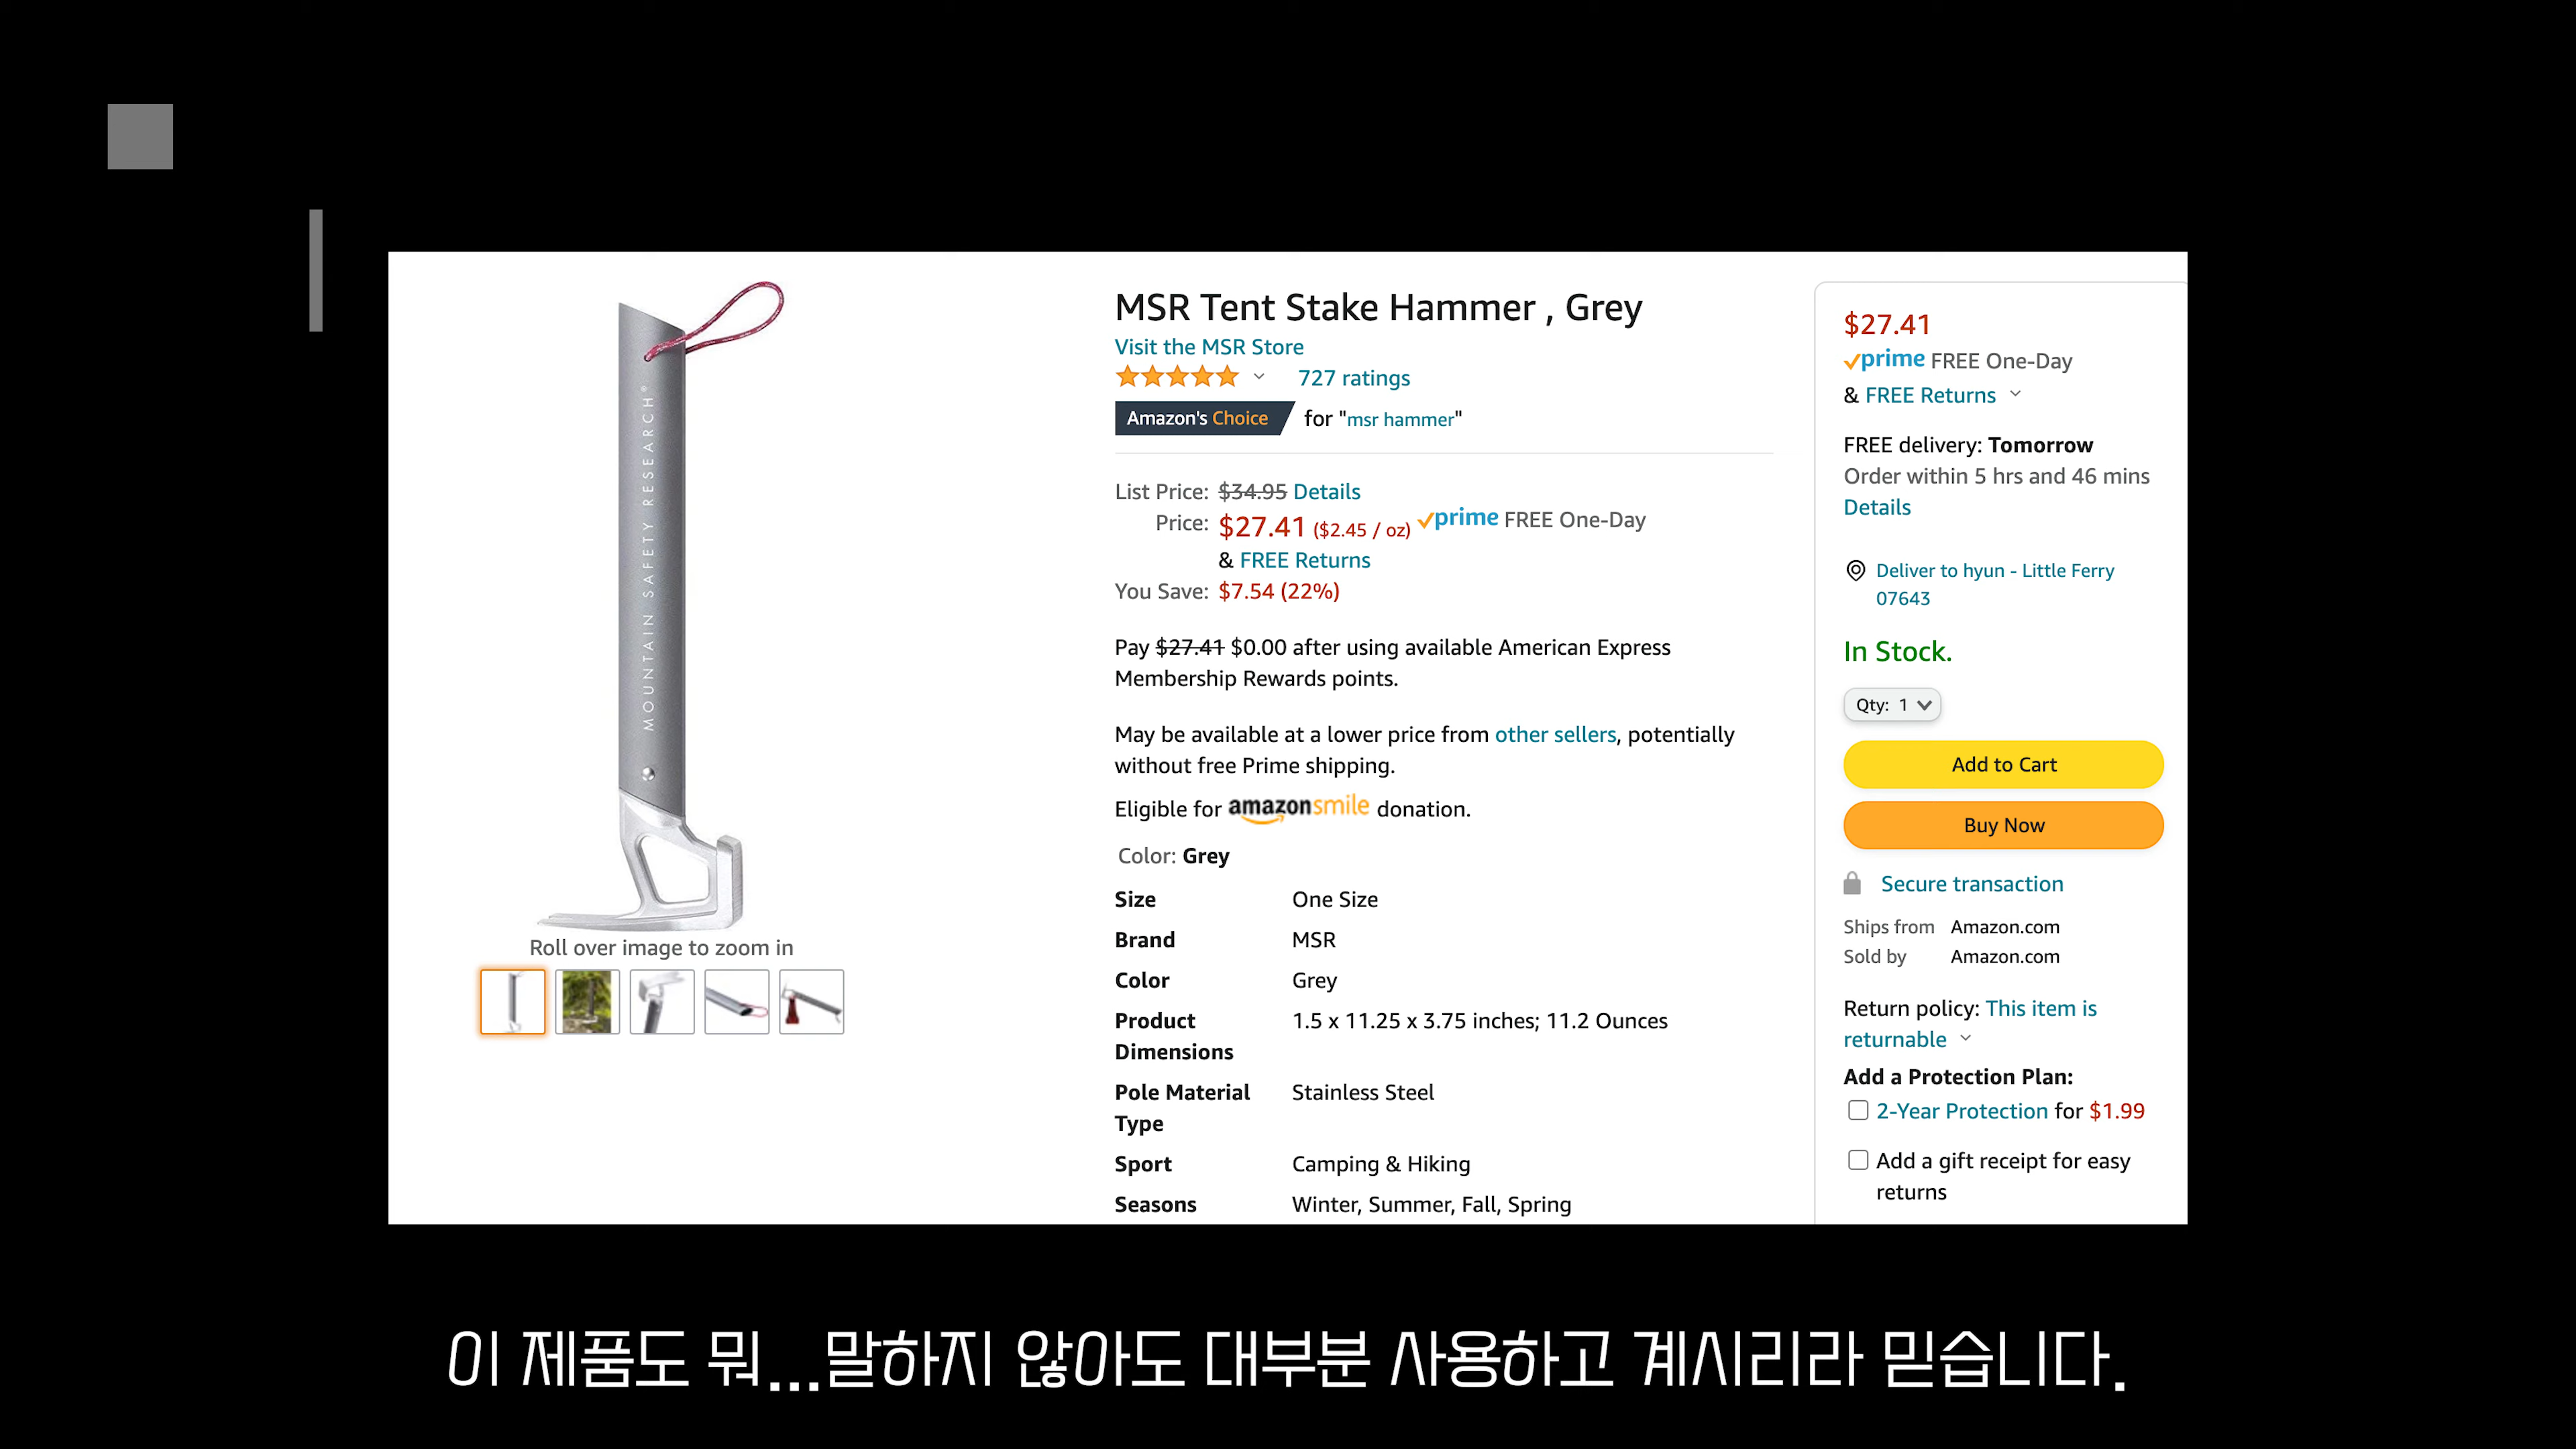 MOUNTAIN SAFETY RESEARCH®
Roll over image to zoom in
MSR Tent Stake Hammer , Grey
Visit the MSR Store
727 ratings
Amazon's Choice for "msr hammer"
List Price: $34.95 Details
Price: $27.41 ($2.45 / oz) prime FREE One-Day
& FREE Returns
You Save: $7.54 (22%)
Pay $27.41 $0.00 after using available American Express
Membership Rewards points.
May be available at a lower price from other sellers, potentially
without free Prime shipping.
Eligible for amazonsmile donation.
Color: Grey
Size One Size
Brand MSR
Color Grey
Product 1.5 x 11.25 x 3.75 inches; 11.2 Ounces
Dimensions
Pole Material Stainless Steel
Type
Sport Camping & Hiking
Seasons Winter, Summer, Fall, Spring
$27.41
prime FREE One-Day
& FREE Returns
FREE delivery: Tomorrow
Order within 5 hrs and 46 mins
Details
Deliver to hyun - Little Ferry
07643
In Stock.
Qty: 1
Add to Cart
Buy Now
Secure transaction
Ships from Amazon.com
Sold by Amazon.com
Return policy: This item is
returnable
Add a Protection Plan:
2-Year Protection for $1.99
Add a gift receipt for easy
returns
이 제품도 뭐...말하지 않아도 대부분 사용하고 계시리라 믿습니다.